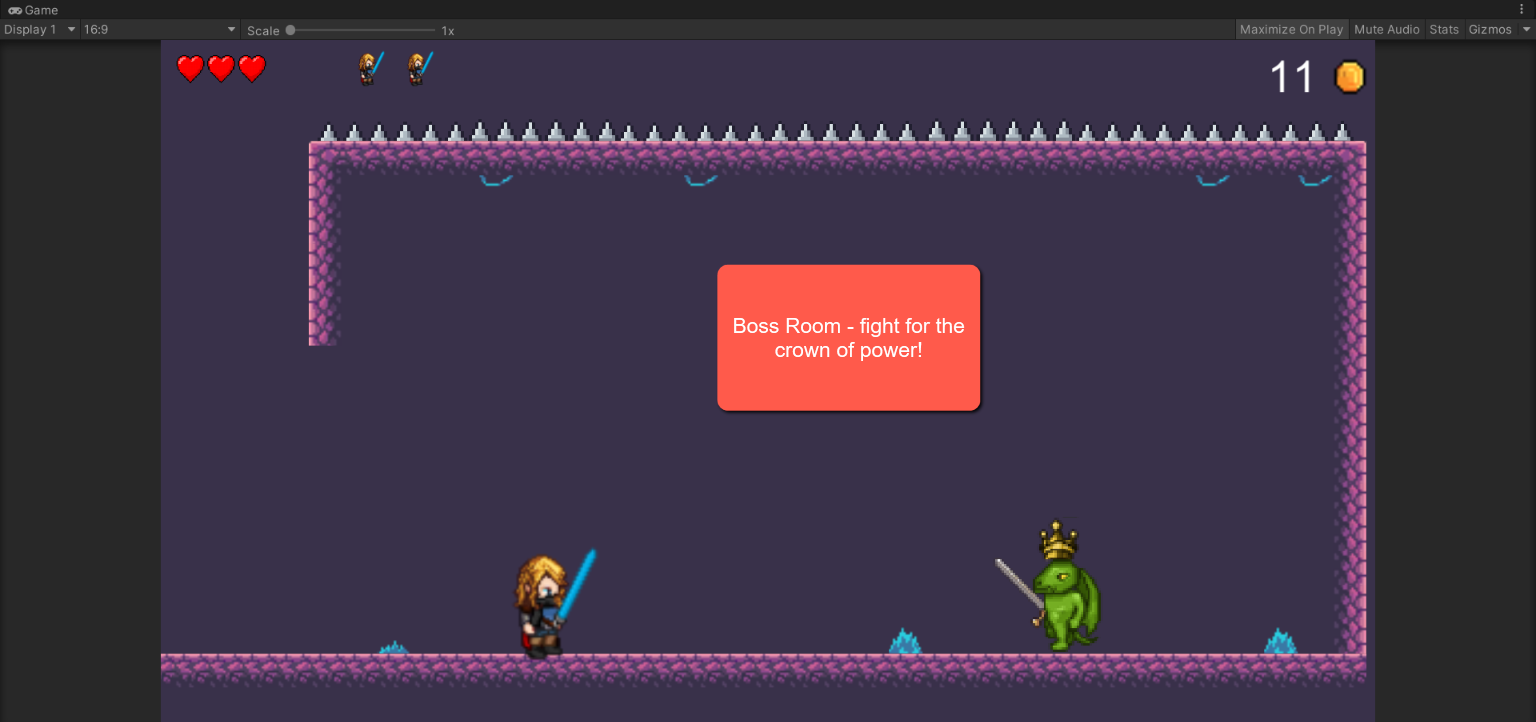 Game
Display 1 16:9 Scale 1x Maximize On Play Mute Audio Stats Gizmos
11
Boss Room - fight for the
crown of power!